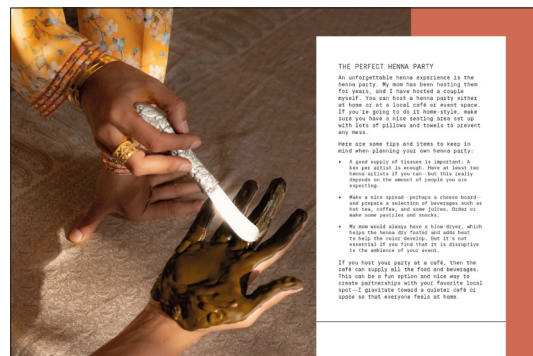 THE PERFECT HENNA PARTY
An unforgettable henna experience is the
henna party. My mom has been hosting them
for years, and I have hosted a couple
myself. You can host a henna party either
at home or at a local café or event space.
If you're going to do it home-style, make
sure you have a nice seating area set up
with lots of pillows and towels to prevent
any mess.
Here are some tips and items to keep in
mind when planning your own henna party:
• A good supply of tissues is important: A
box per artist is enough. Have at least two
henna artists if you can—but this really
depends on the amount of people you are
expecting.
• Make a nice spread—perhaps a cheese board—
and prepare a selection of beverages such as
hot tea, coffee, and some juices. Order or
make some pastries and snacks.
• My mom would always have a blow dryer, which
helps the henna dry faster and adds heat
to help the color develop. But it's not
essential if you find that it is disruptive
to the ambience of your event.
If you host your party at a café, then the
café can supply all the food and beverages.
This can be a fun option and nice way to
create partnerships with your favorite local
spot—I gravitate toward a quieter café or
space so that everyone feels at home.